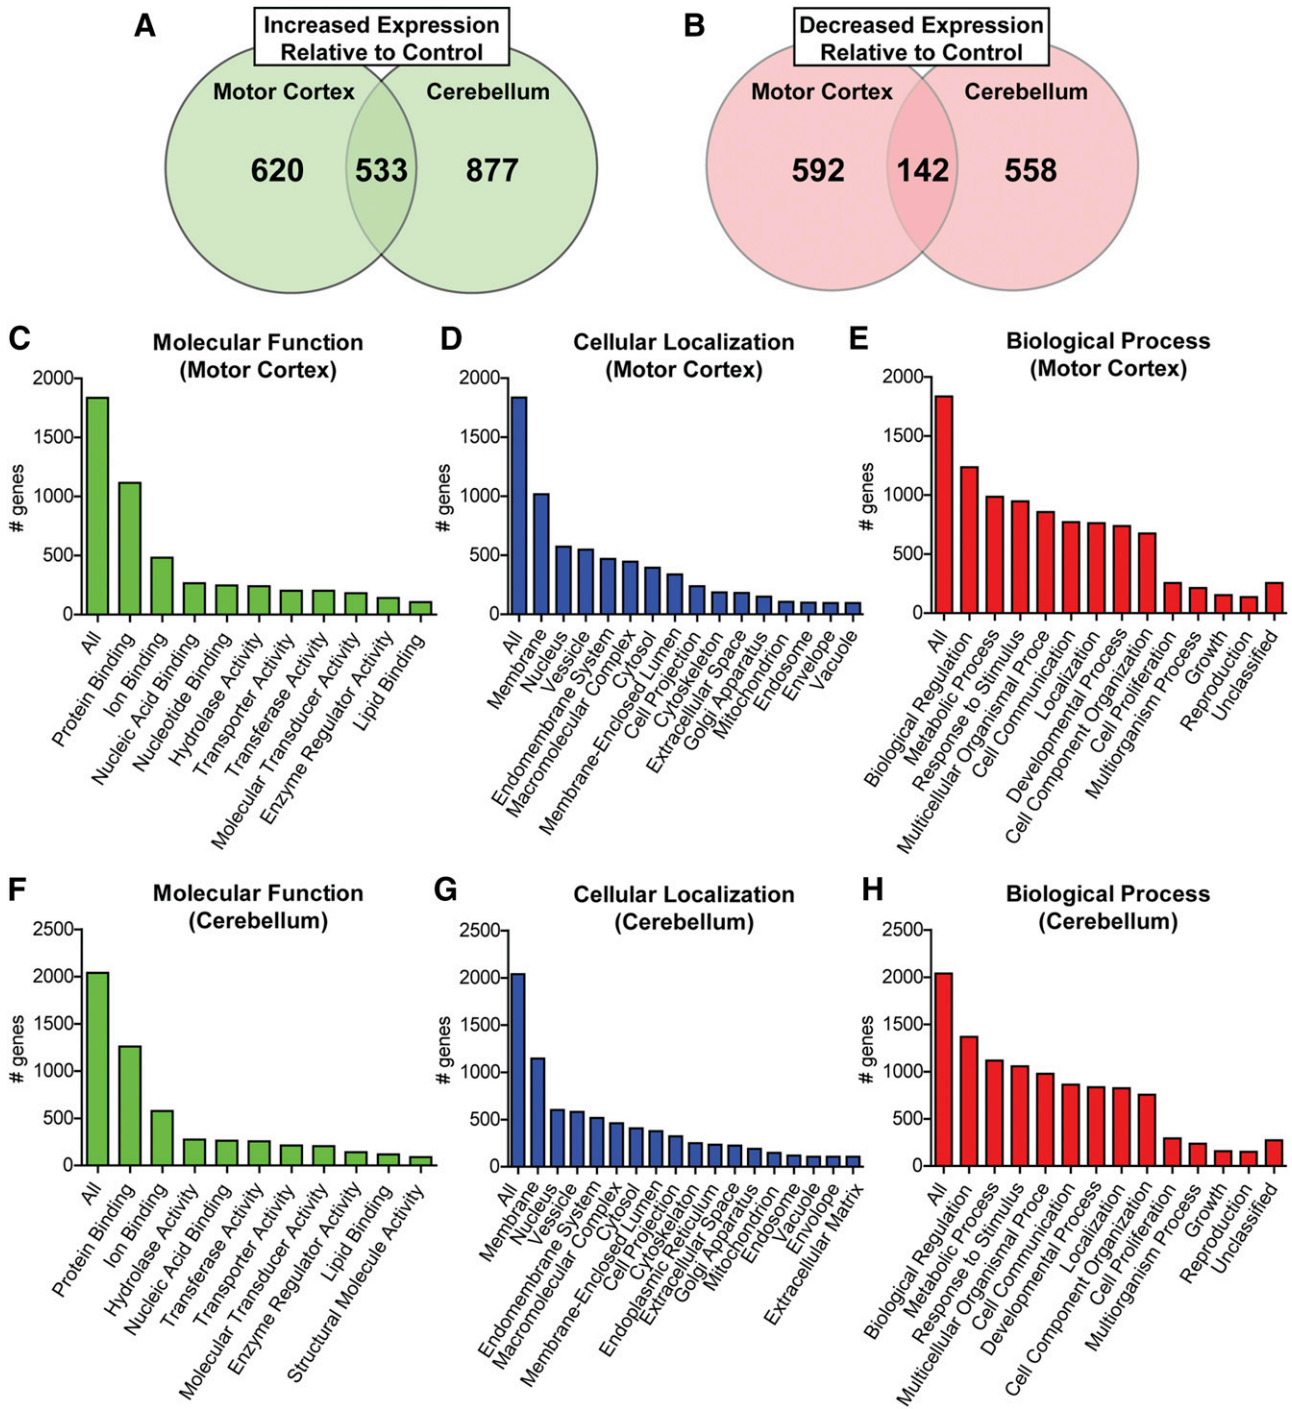 A
Increased Expression
Relative to Control
Motor Cortex
Cerebellum
620
533
877
B
Decreased Expression
Relative to Control
Motor Cortex
Cerebellum
592
142
558
C
Molecular Function
(Motor Cortex)
# genes
2000
1500
1000
500
0
All
Protein Binding
Ion Binding
Nucleic Acid Binding
Nucleotide Binding
Hydrolase Activity
Transporter Activity
Transferase Activity
Molecular Transducer Activity
Enzyme Regulator Activity
Lipid Binding
D
Cellular Localization
(Motor Cortex)
# genes
2000
1500
1000
500
0
All
Membrane
Nucleus
Vessicle
Endomembrane System
Macromolecular Complex
Cytosol
Membrane-Enclosed Lumen
Cell Projection
Cytoskeleton
Extracellular Space
Golgi Apparatus
Mitochondrion
Endosome
Envelope
Vacuole
E
Biological Process
(Motor Cortex)
# genes
2000
1500
1000
500
0
All
Biological Regulation
Metabolic Process
Response to Stimulus
Multicellular Organismal Proce
Cell Communication
Localization
Developmental Process
Cell Component Organization
Cell Proliferation
Multiorganism Process
Growth
Reproduction
Unclassified
F
Molecular Function
(Cerebellum)
# genes
2500
2000
1500
1000
500
0
All
Protein Binding
Ion Binding
Hydrolase Activity
Nucleic Acid Binding
Transferase Activity
Transporter Activity
Molecular Transducer Activity
Enzyme Regulator Activity
Lipid Binding
Structural Molecule Activity
G
Cellular Localization
(Cerebellum)
# genes
2500
2000
1500
1000
500
0
All
Membrane
Nucleus
Vessicle
Endomembrane System
Macromolecular Complex
Cytosol
Membrane-Enclosed Lumen
Cell Projection
Cytoskeletion
Endoplasmic Reticulum
Extracellular Space
Golgi Apparatus
Mitochondrion
Endosome
Vacuole
Envolope
Extracellular Matrix
H
Biological Process
(Cerebellum)
# genes
2500
2000
1500
1000
500
0
All
Biological Regulation
Metabolic Process
Response to Stimulus
Multicellular Organismal Proce
Cell Communication
Developmental Process
Localization
Cell Component Organization
Cell Proliferation
Multiorganism Process
Growth
Reproduction
Unclassified